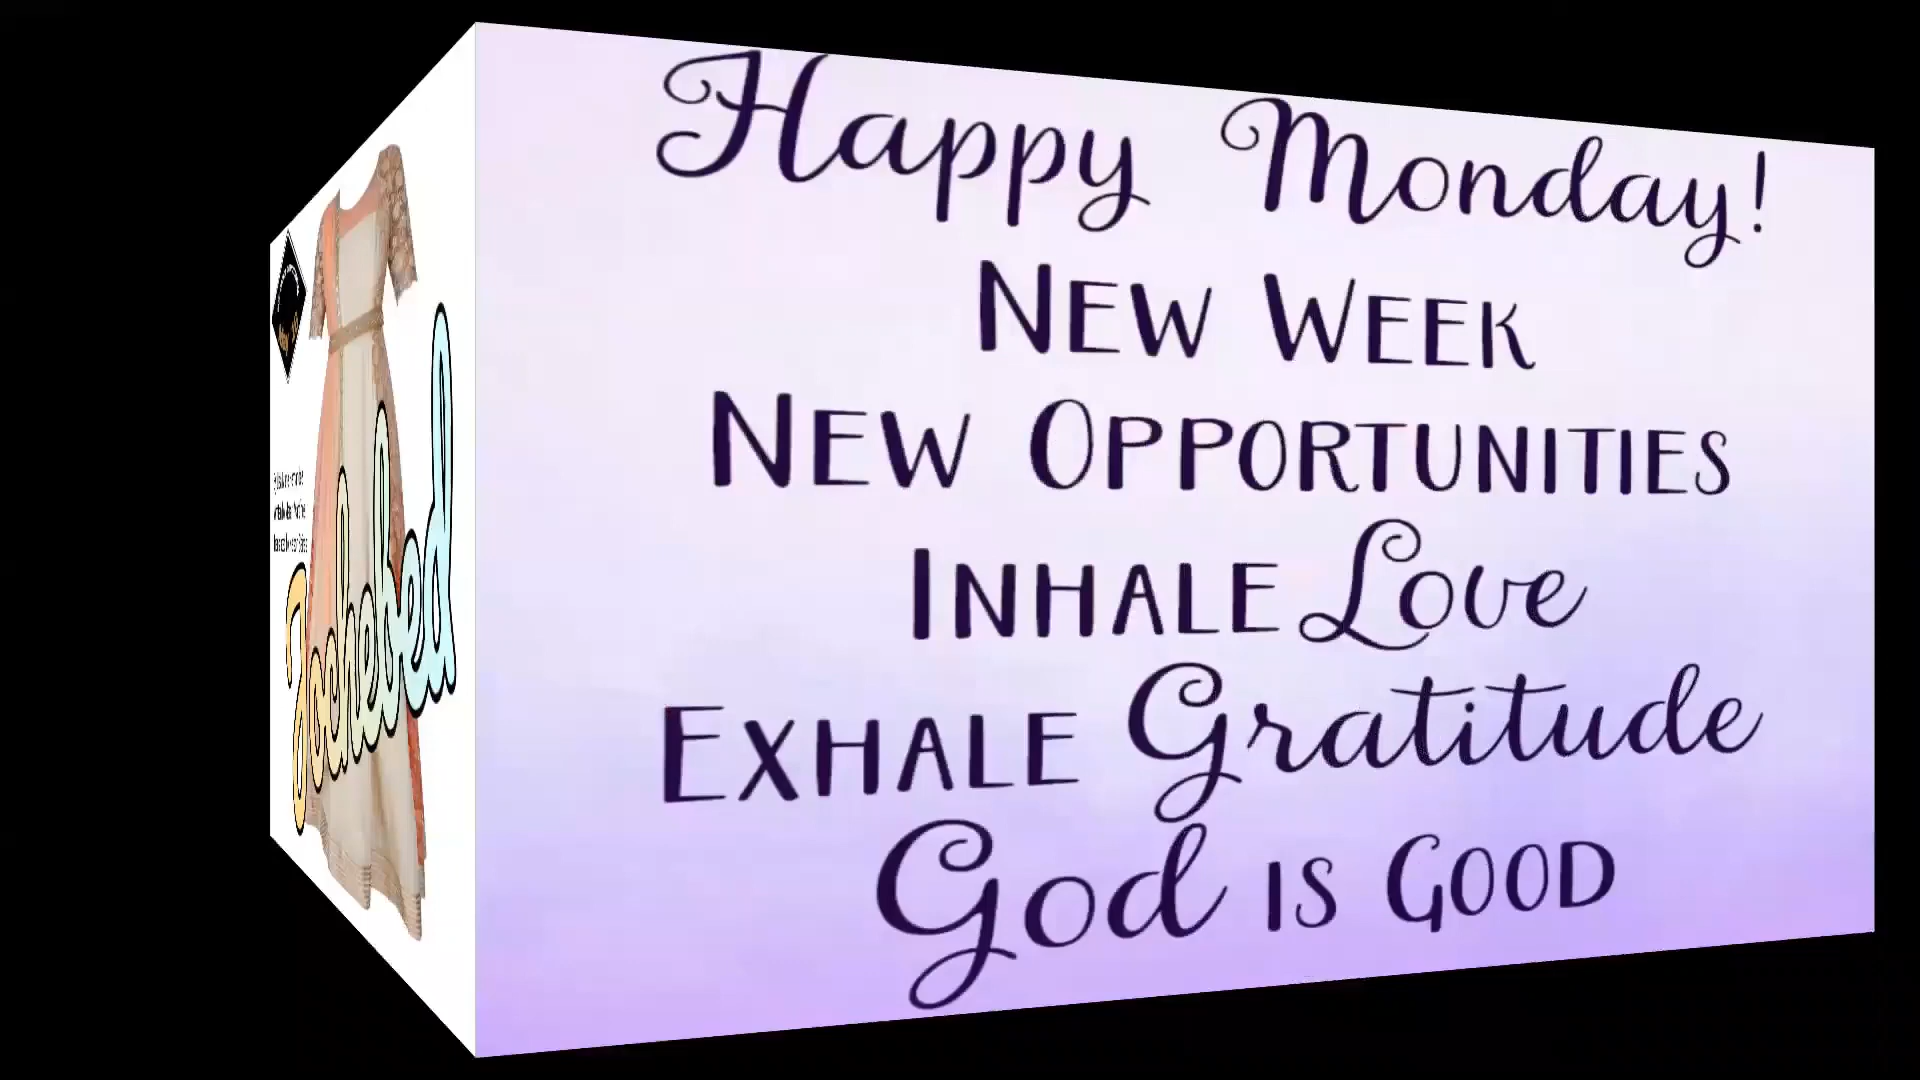 Jochebed
Happy Monday!
NEW WEEK
NEW OPPORTUNITIES
INHALE Love
EXHALE Gratitude
God IS GOOD